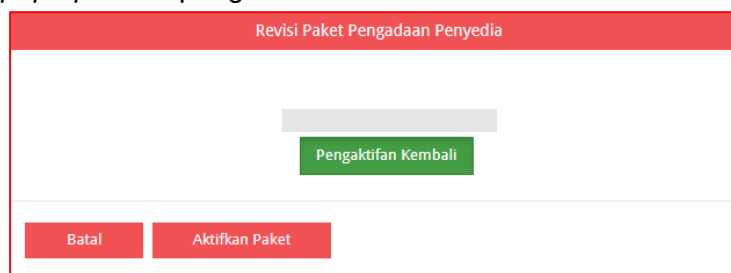 Revisi Paket Pengadaan Penyedia
Pengaktifan Kembali
Batal Aktifkan Paket